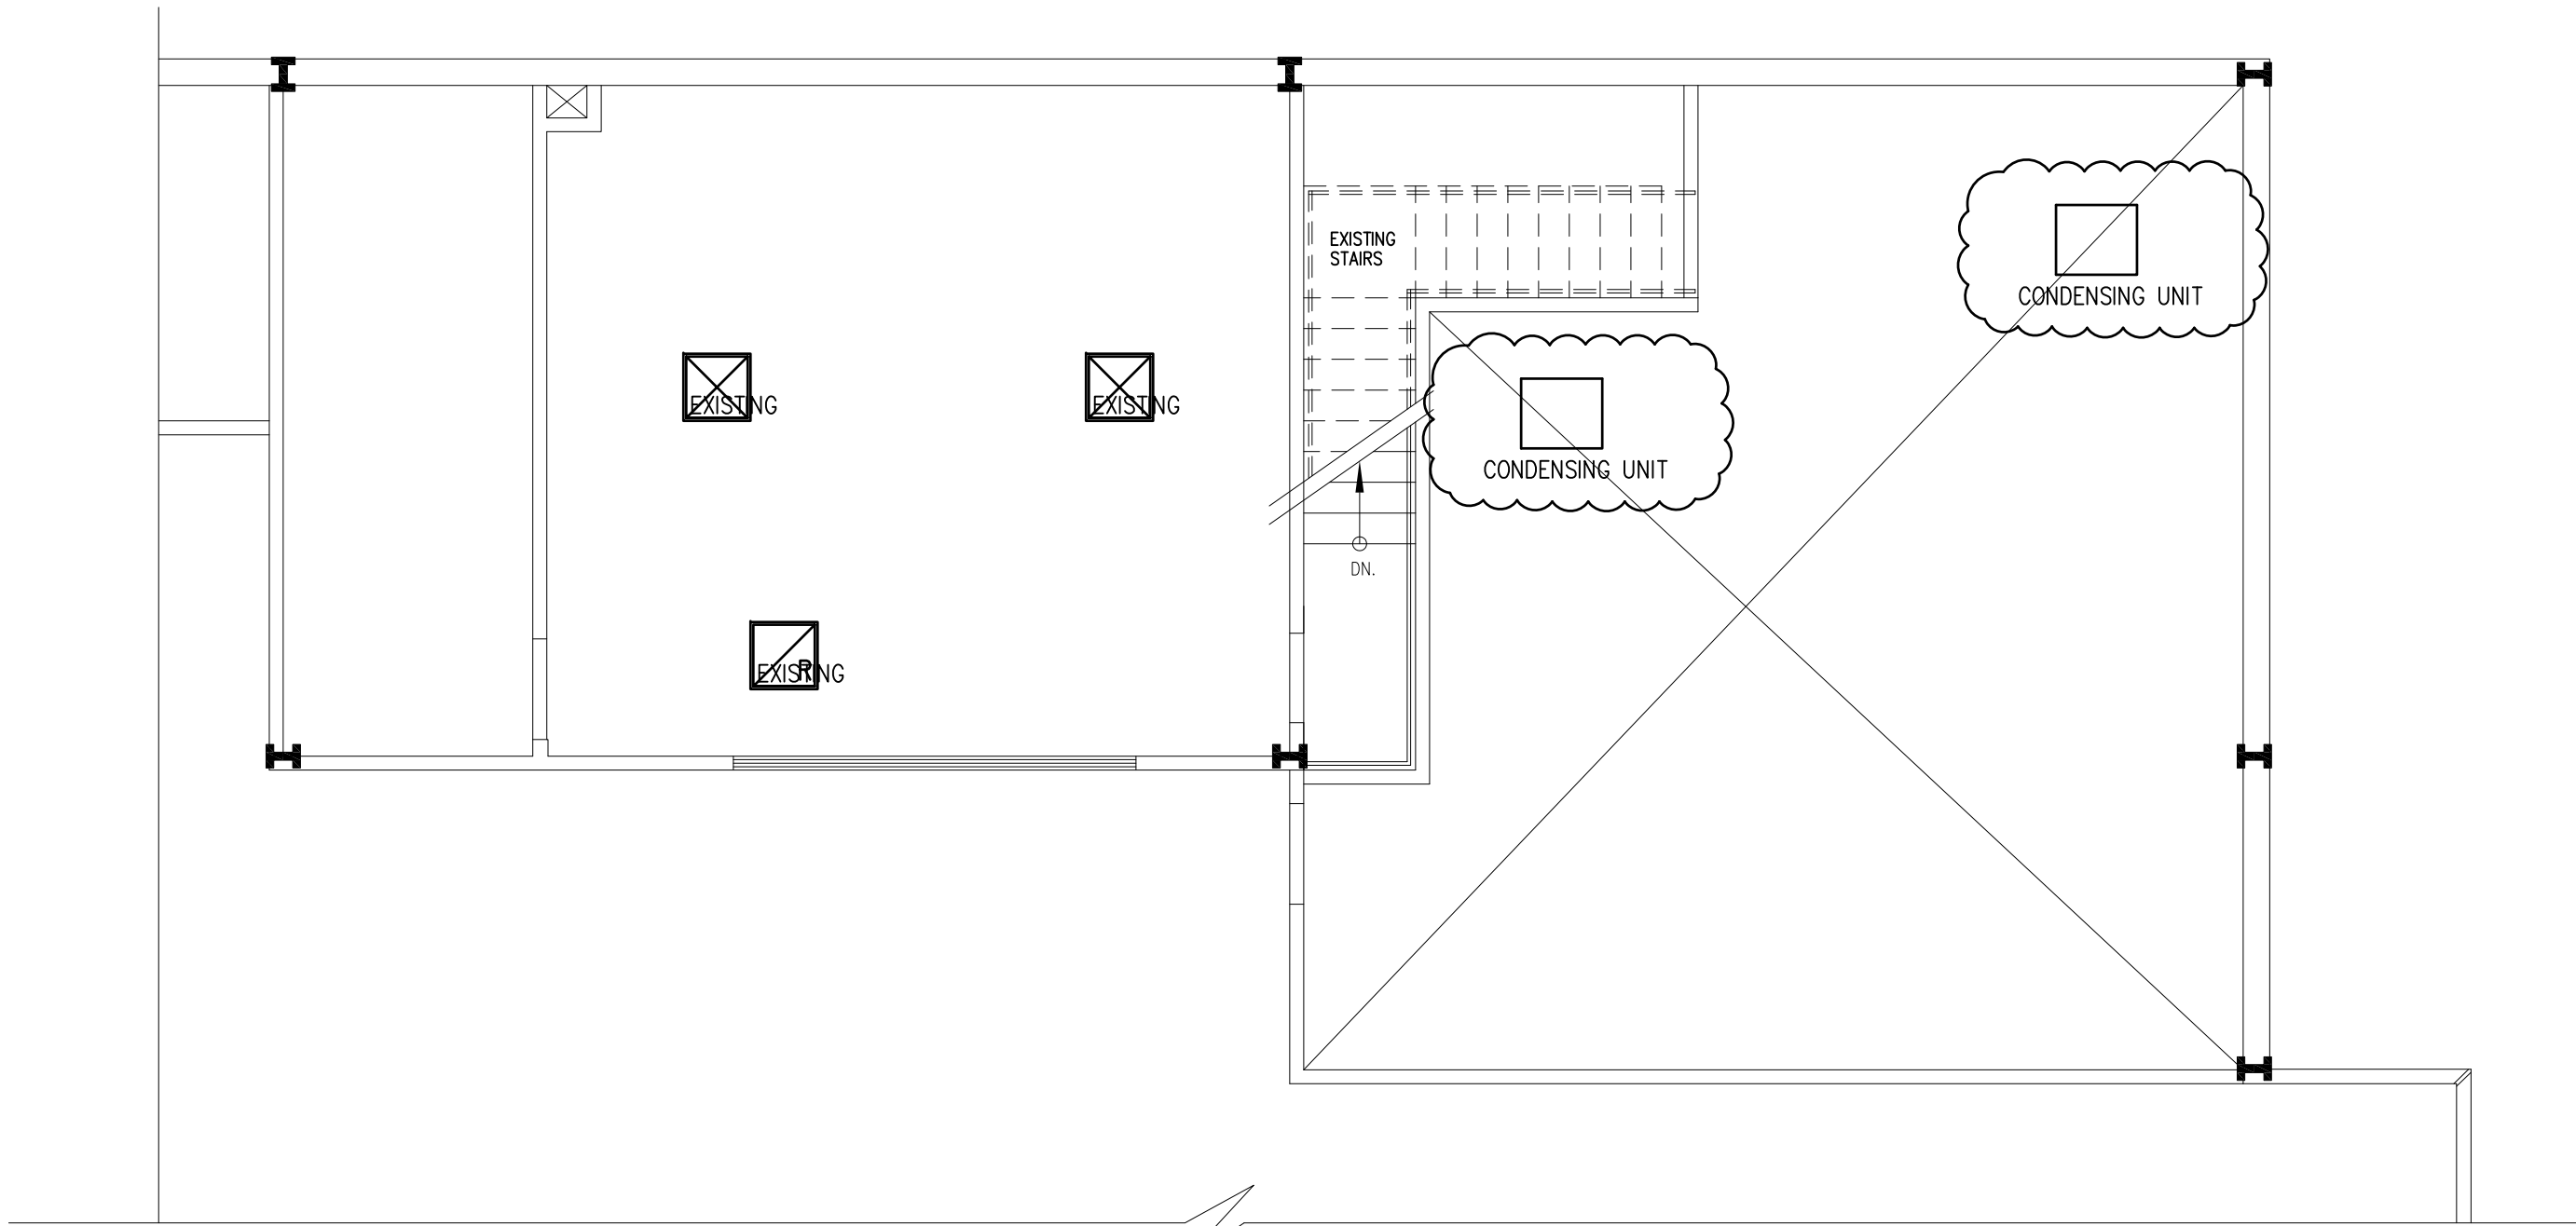 EXISTING
STAIRS
CONDENSING UNIT
EXISTING
EXISTING
CONDENSING UNIT
DN.
EXISTING
R